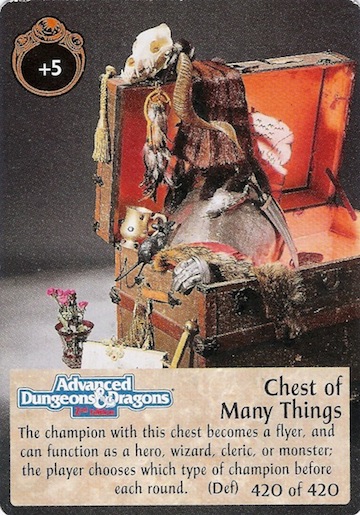 +5
Advanced
Dungeons & Dragons
2nd Edition
Chest of
Many Things
The champion with this chest becomes a flyer, and
can function as a hero, wizard, cleric, or monster;
the player chooses which type of champion before
each round. (Def) 420 of 420